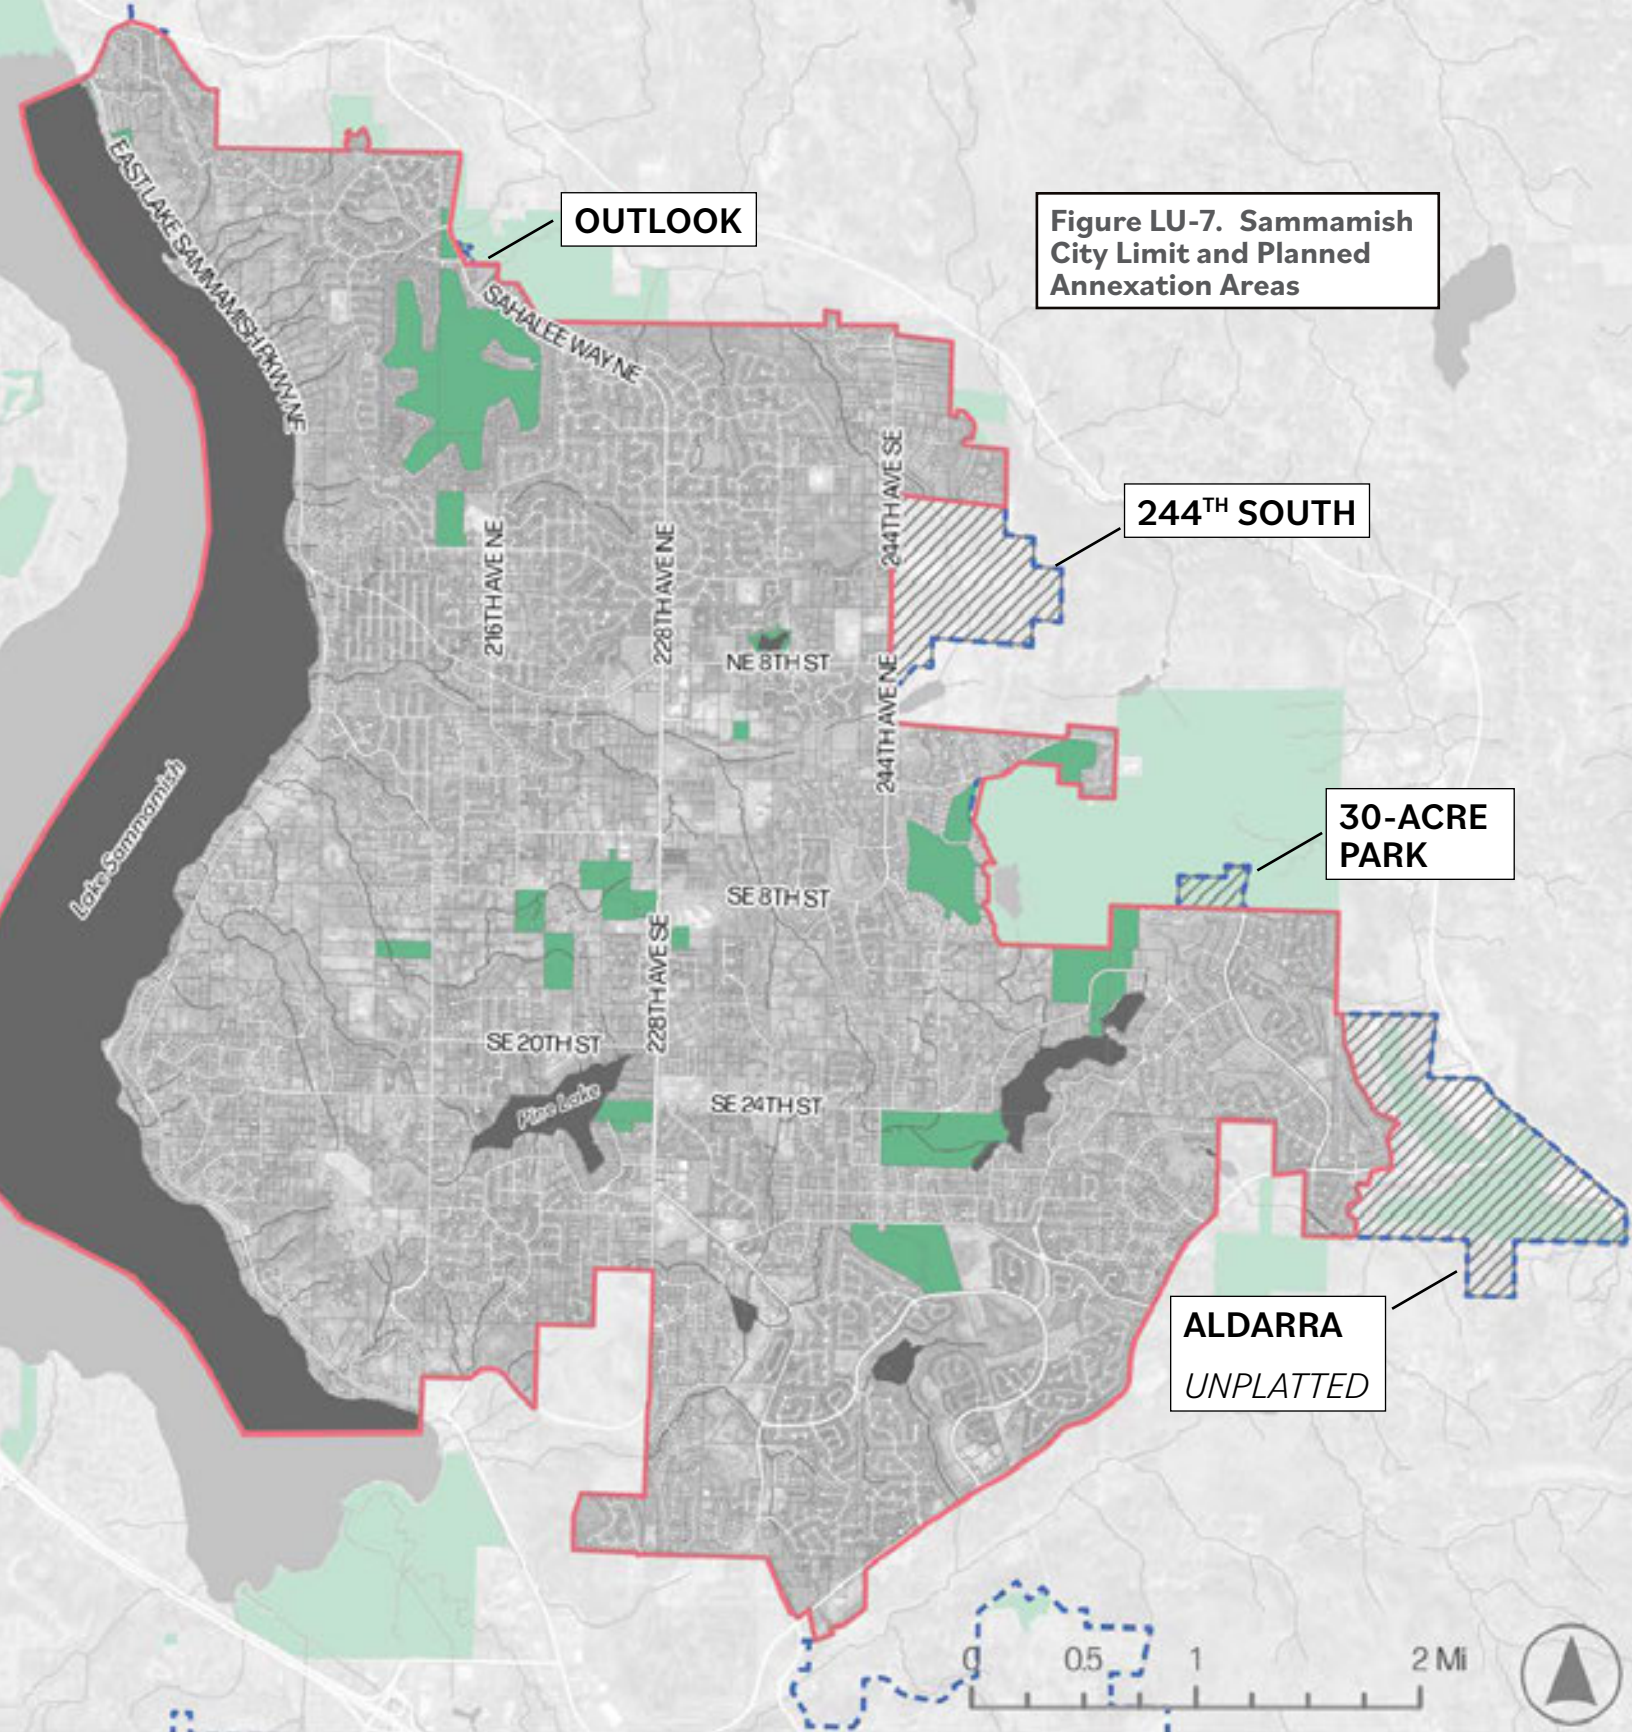 OUTLOOK
Figure LU-7. Sammamish
City Limit and Planned
Annexation Areas
EAST LAKE SAMMAMISH PKWY NE
SAHALEE WAY NE
244TH AVE SE
244TH SOUTH
216TH AVE NE
228TH AVE NE
NE 8TH ST
244TH AVE NE
Lake Sammamish
30-ACRE
PARK
SE 8TH ST
228TH AVE SE
SE 20TH ST
Pine Lake
SE 24TH ST
ALDARRA
UNPLATTED
0 0.5 1 2 Mi